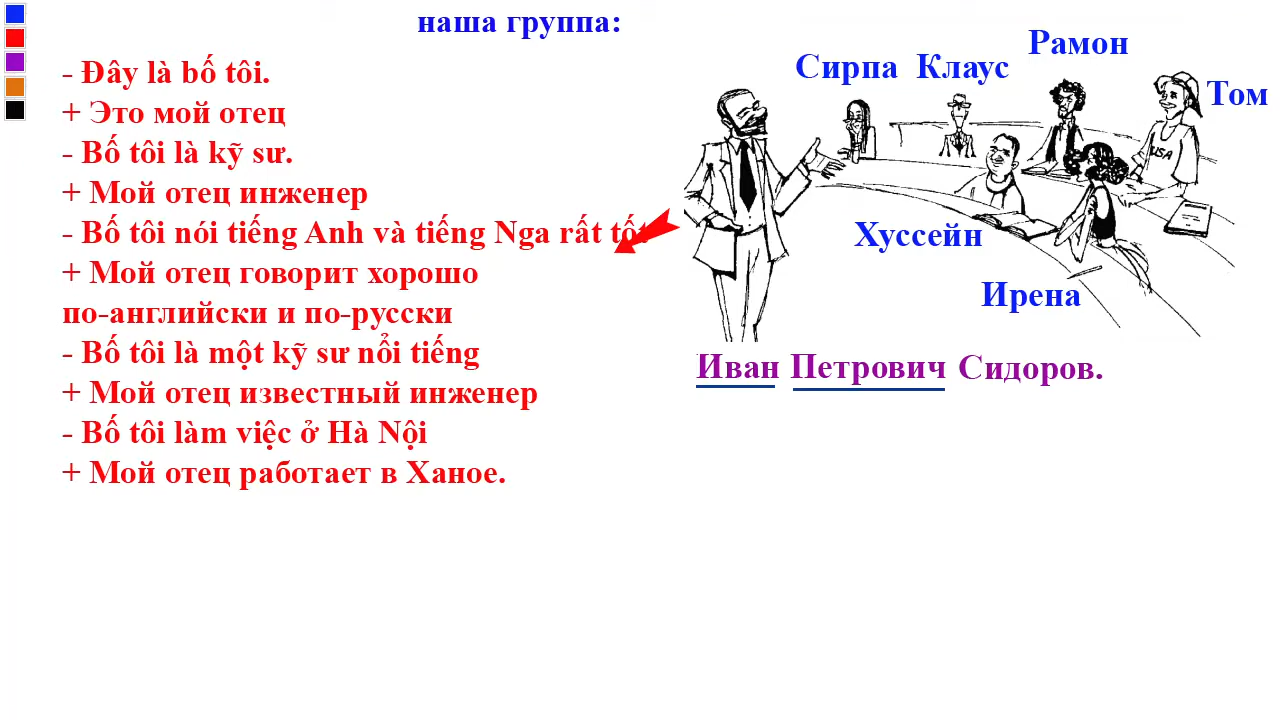 наша группа:
- Đây là bố tôi.
+ Это мой отец
- Bố tôi là kỹ sư.
+ Мой отец инженер
- Bố tôi nói tiếng Anh và tiếng Nga rất tốt
+ Мой отец говорит хорошо
по-английски и по-русски
- Bố tôi là một kỹ sư nổi tiếng
+ Мой отец известный инженер
- Bố tôi làm việc ở Hà Nội
+ Мой отец работает в Ханое.
Рамон
Сирпа Клаус
Том
USA
Хуссейн
Ирена
Иван Петрович Сидоров.